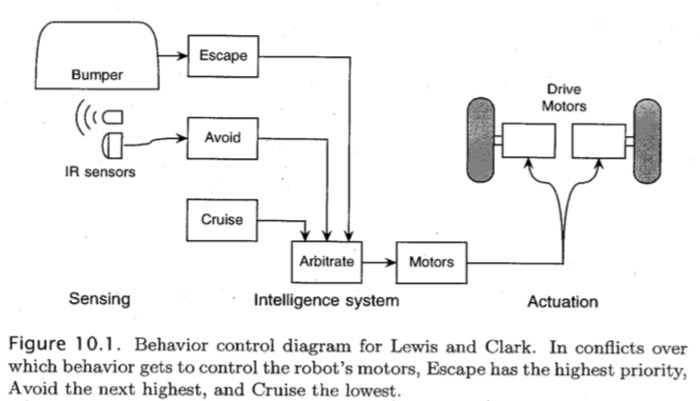 Bumper
Escape
IR sensors
Avoid
Cruise
Arbitrate
Motors
Drive
Motors
Sensing
Intelligence system
Actuation
Figure 10.1. Behavior control diagram for Lewis and Clark. In conflicts over
which behavior gets to control the robot's motors, Escape has the highest priority,
Avoid the next highest, and Cruise the lowest.